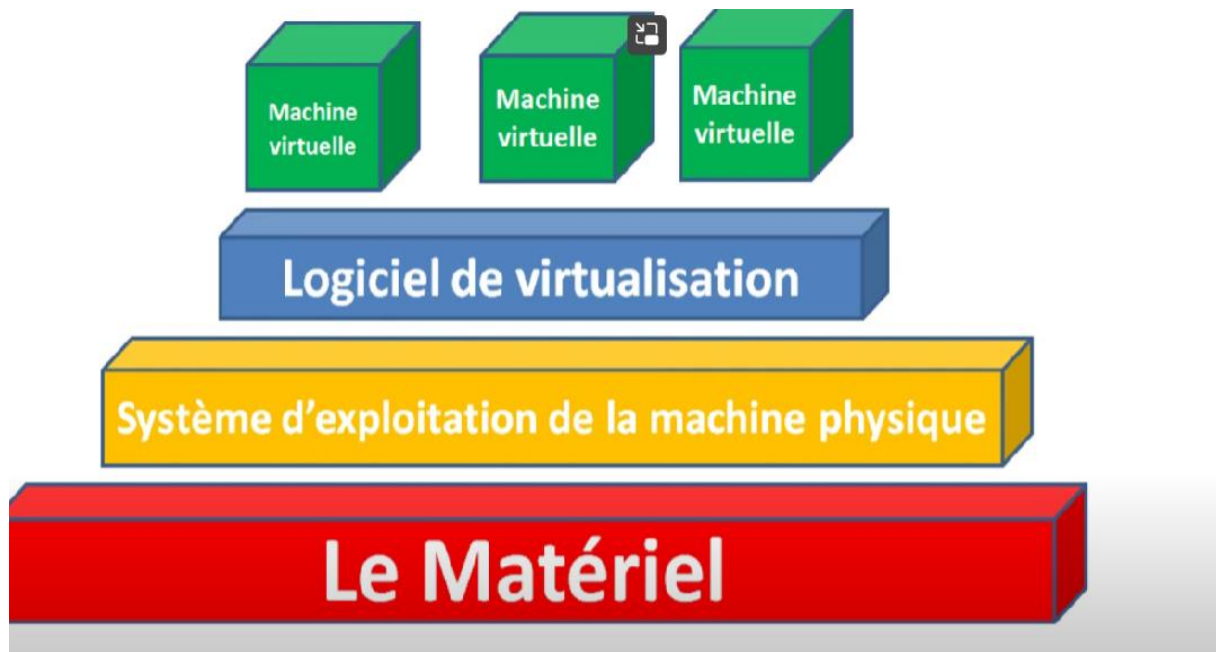 Machine
virtuelle
Machine
virtuelle
Machine
virtuelle
Logiciel de virtualisation
Système d’exploitation de la machine physique
Le Matériel